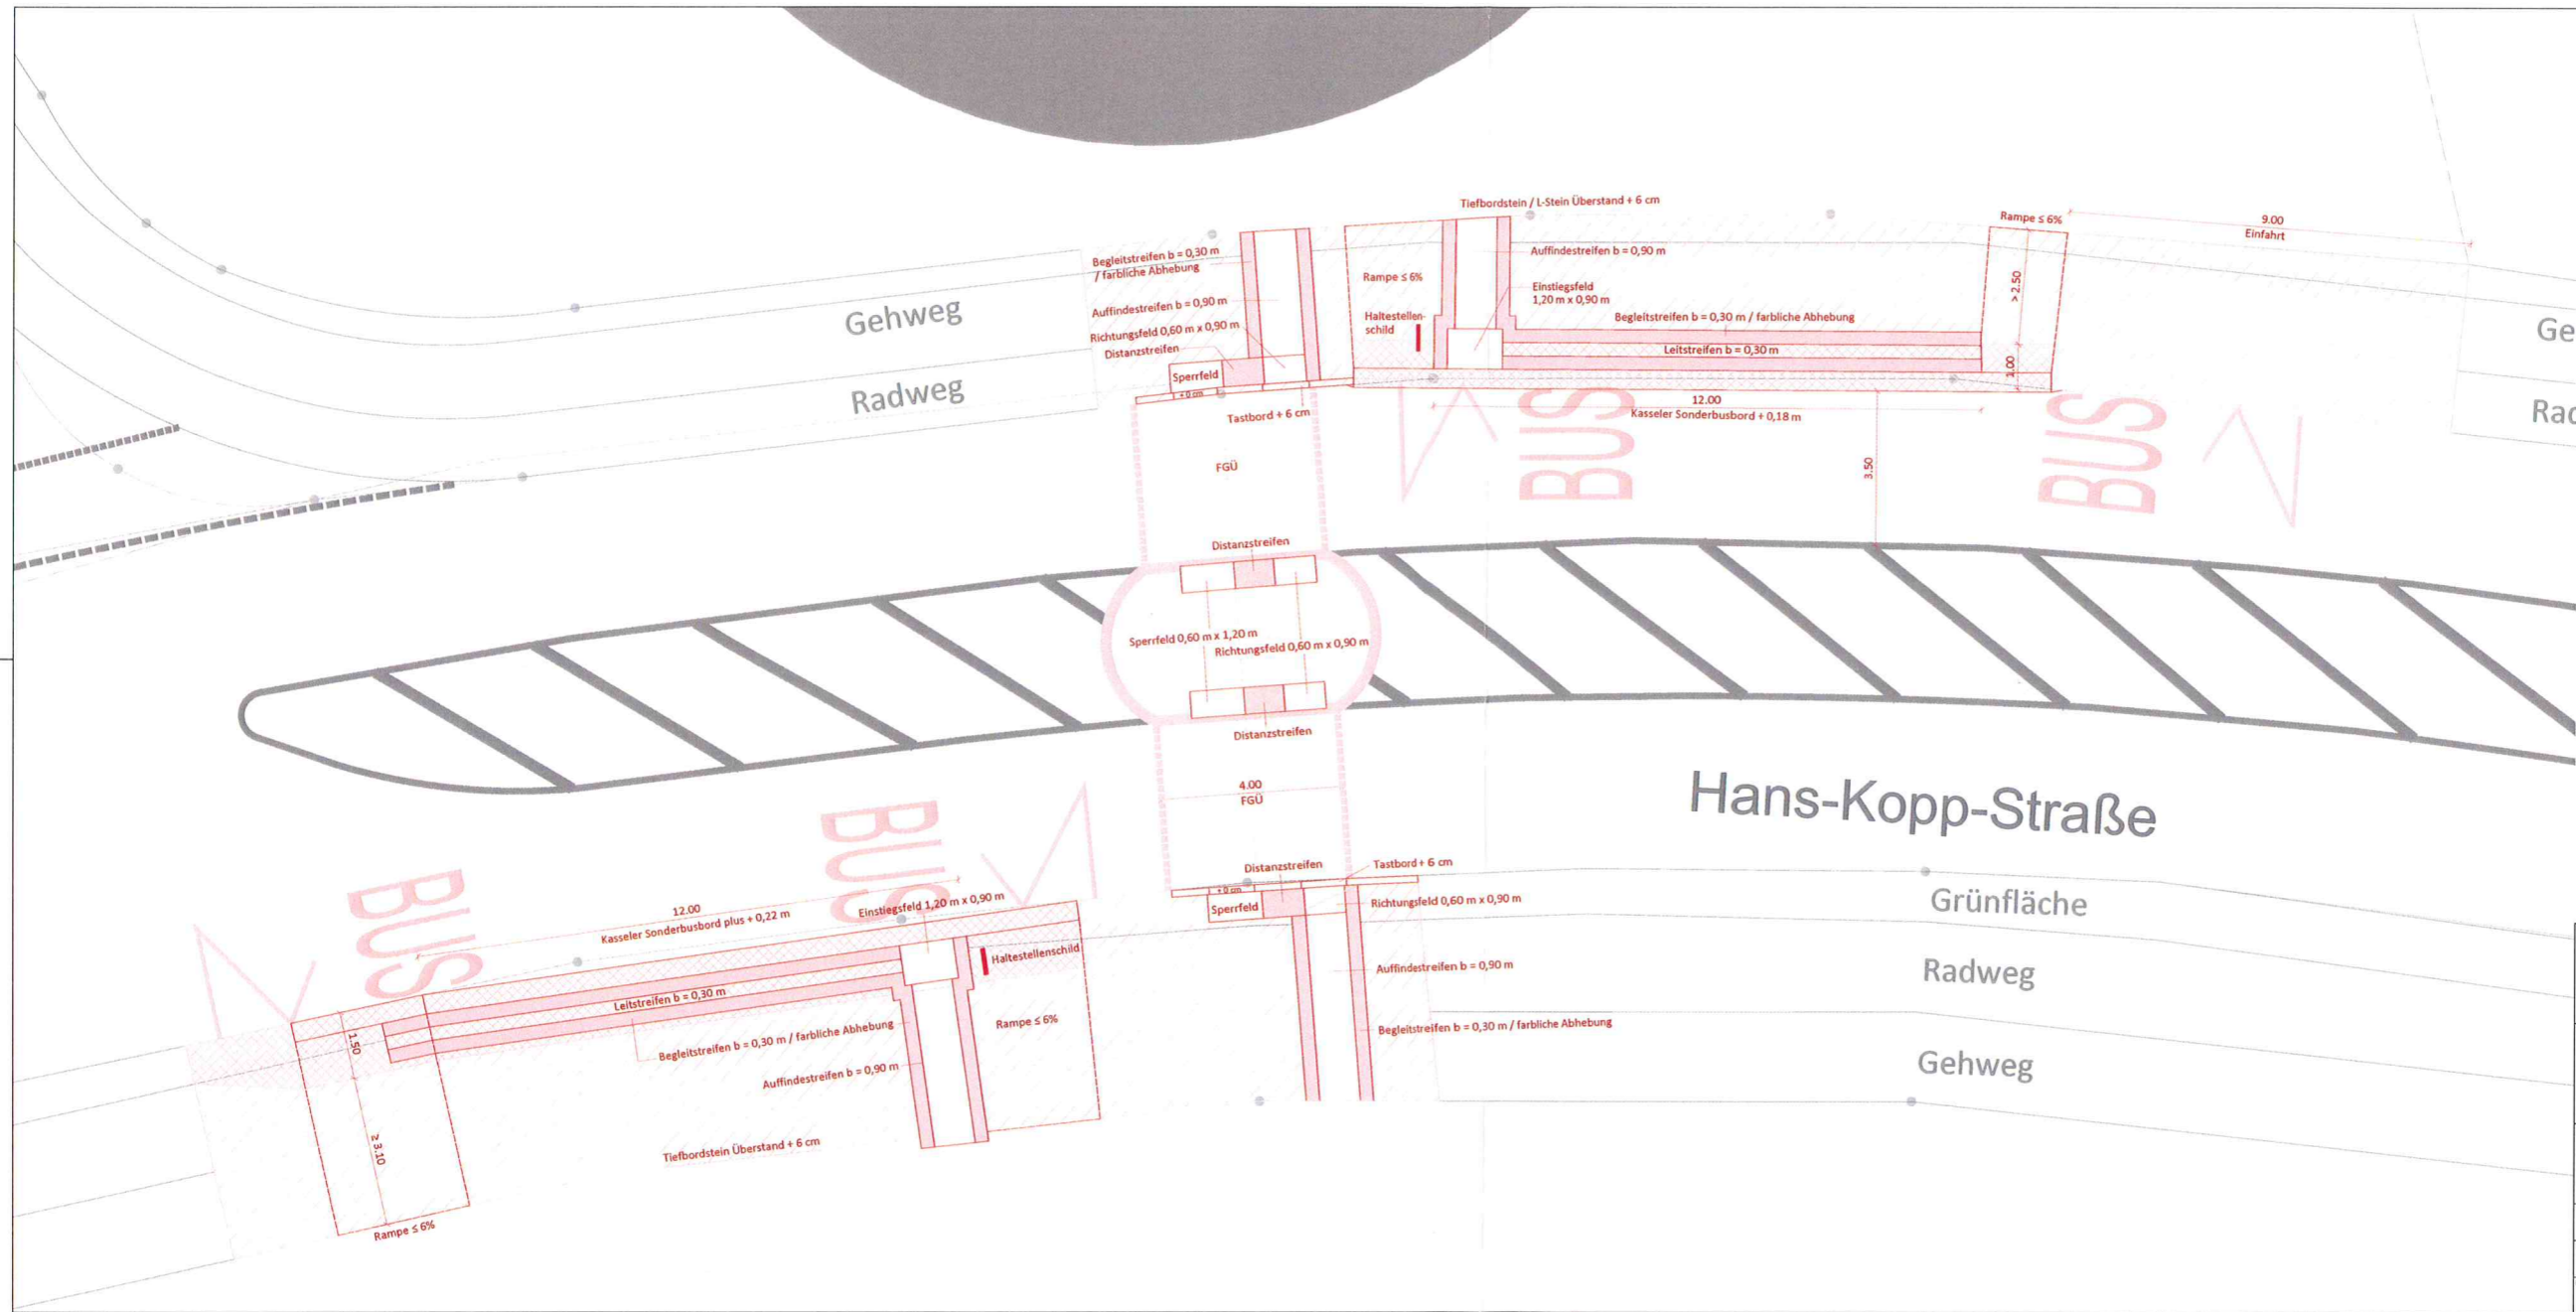 Tiefbordstein / L-Stein Überstand + 6 cm
Rampe ≤ 6%
9.00
Einfahrt
Begleitstreifen b = 0,30 m
/ farbliche Abhebung
Auffindestreifen b = 0,90 m
Rampe ≤ 6%
Einstiegsfeld
1,20 m x 0,90 m
> 2.50
Gehweg
Auffindestreifen b = 0,90 m
Haltestellen-
schild
Begleitstreifen b = 0,30 m / farbliche Abhebung
Ge
Richtungsfeld 0,60 m x 0,90 m
Distanzstreifen
Leitstreifen b = 0,30 m
Sperrfeld
Radweg
+ 0 cm
Tastbord + 6 cm
12.00
Kasseler Sonderbusbord + 0,18 m
Rad
BUS
BUS
FGÜ
3.50
Distanzstreifen
Sperrfeld 0,60 m x 1,20 m
Richtungsfeld 0,60 m x 0,90 m
Distanzstreifen
4.00
FGÜ
Hans-Kopp-Straße
BUS
BUS
Distanzstreifen
Tastbord + 6 cm
+ 0 cm
Sperrfeld
Richtungsfeld 0,60 m x 0,90 m
Grünfläche
12.00
Kasseler Sonderbusbord plus + 0,22 m
Einstiegsfeld 1,20 m x 0,90 m
Haltestellenschild
Auffindestreifen b = 0,90 m
Radweg
Leitstreifen b = 0,30 m
Rampe ≤ 6%
Begleitstreifen b = 0,30 m / farbliche Abhebung
1.50
Begleitstreifen b = 0,30 m / farbliche Abhebung
Gehweg
Auffindestreifen b = 0,90 m
≥ 3.10
Tiefbordstein Überstand + 6 cm
Rampe ≤ 6%